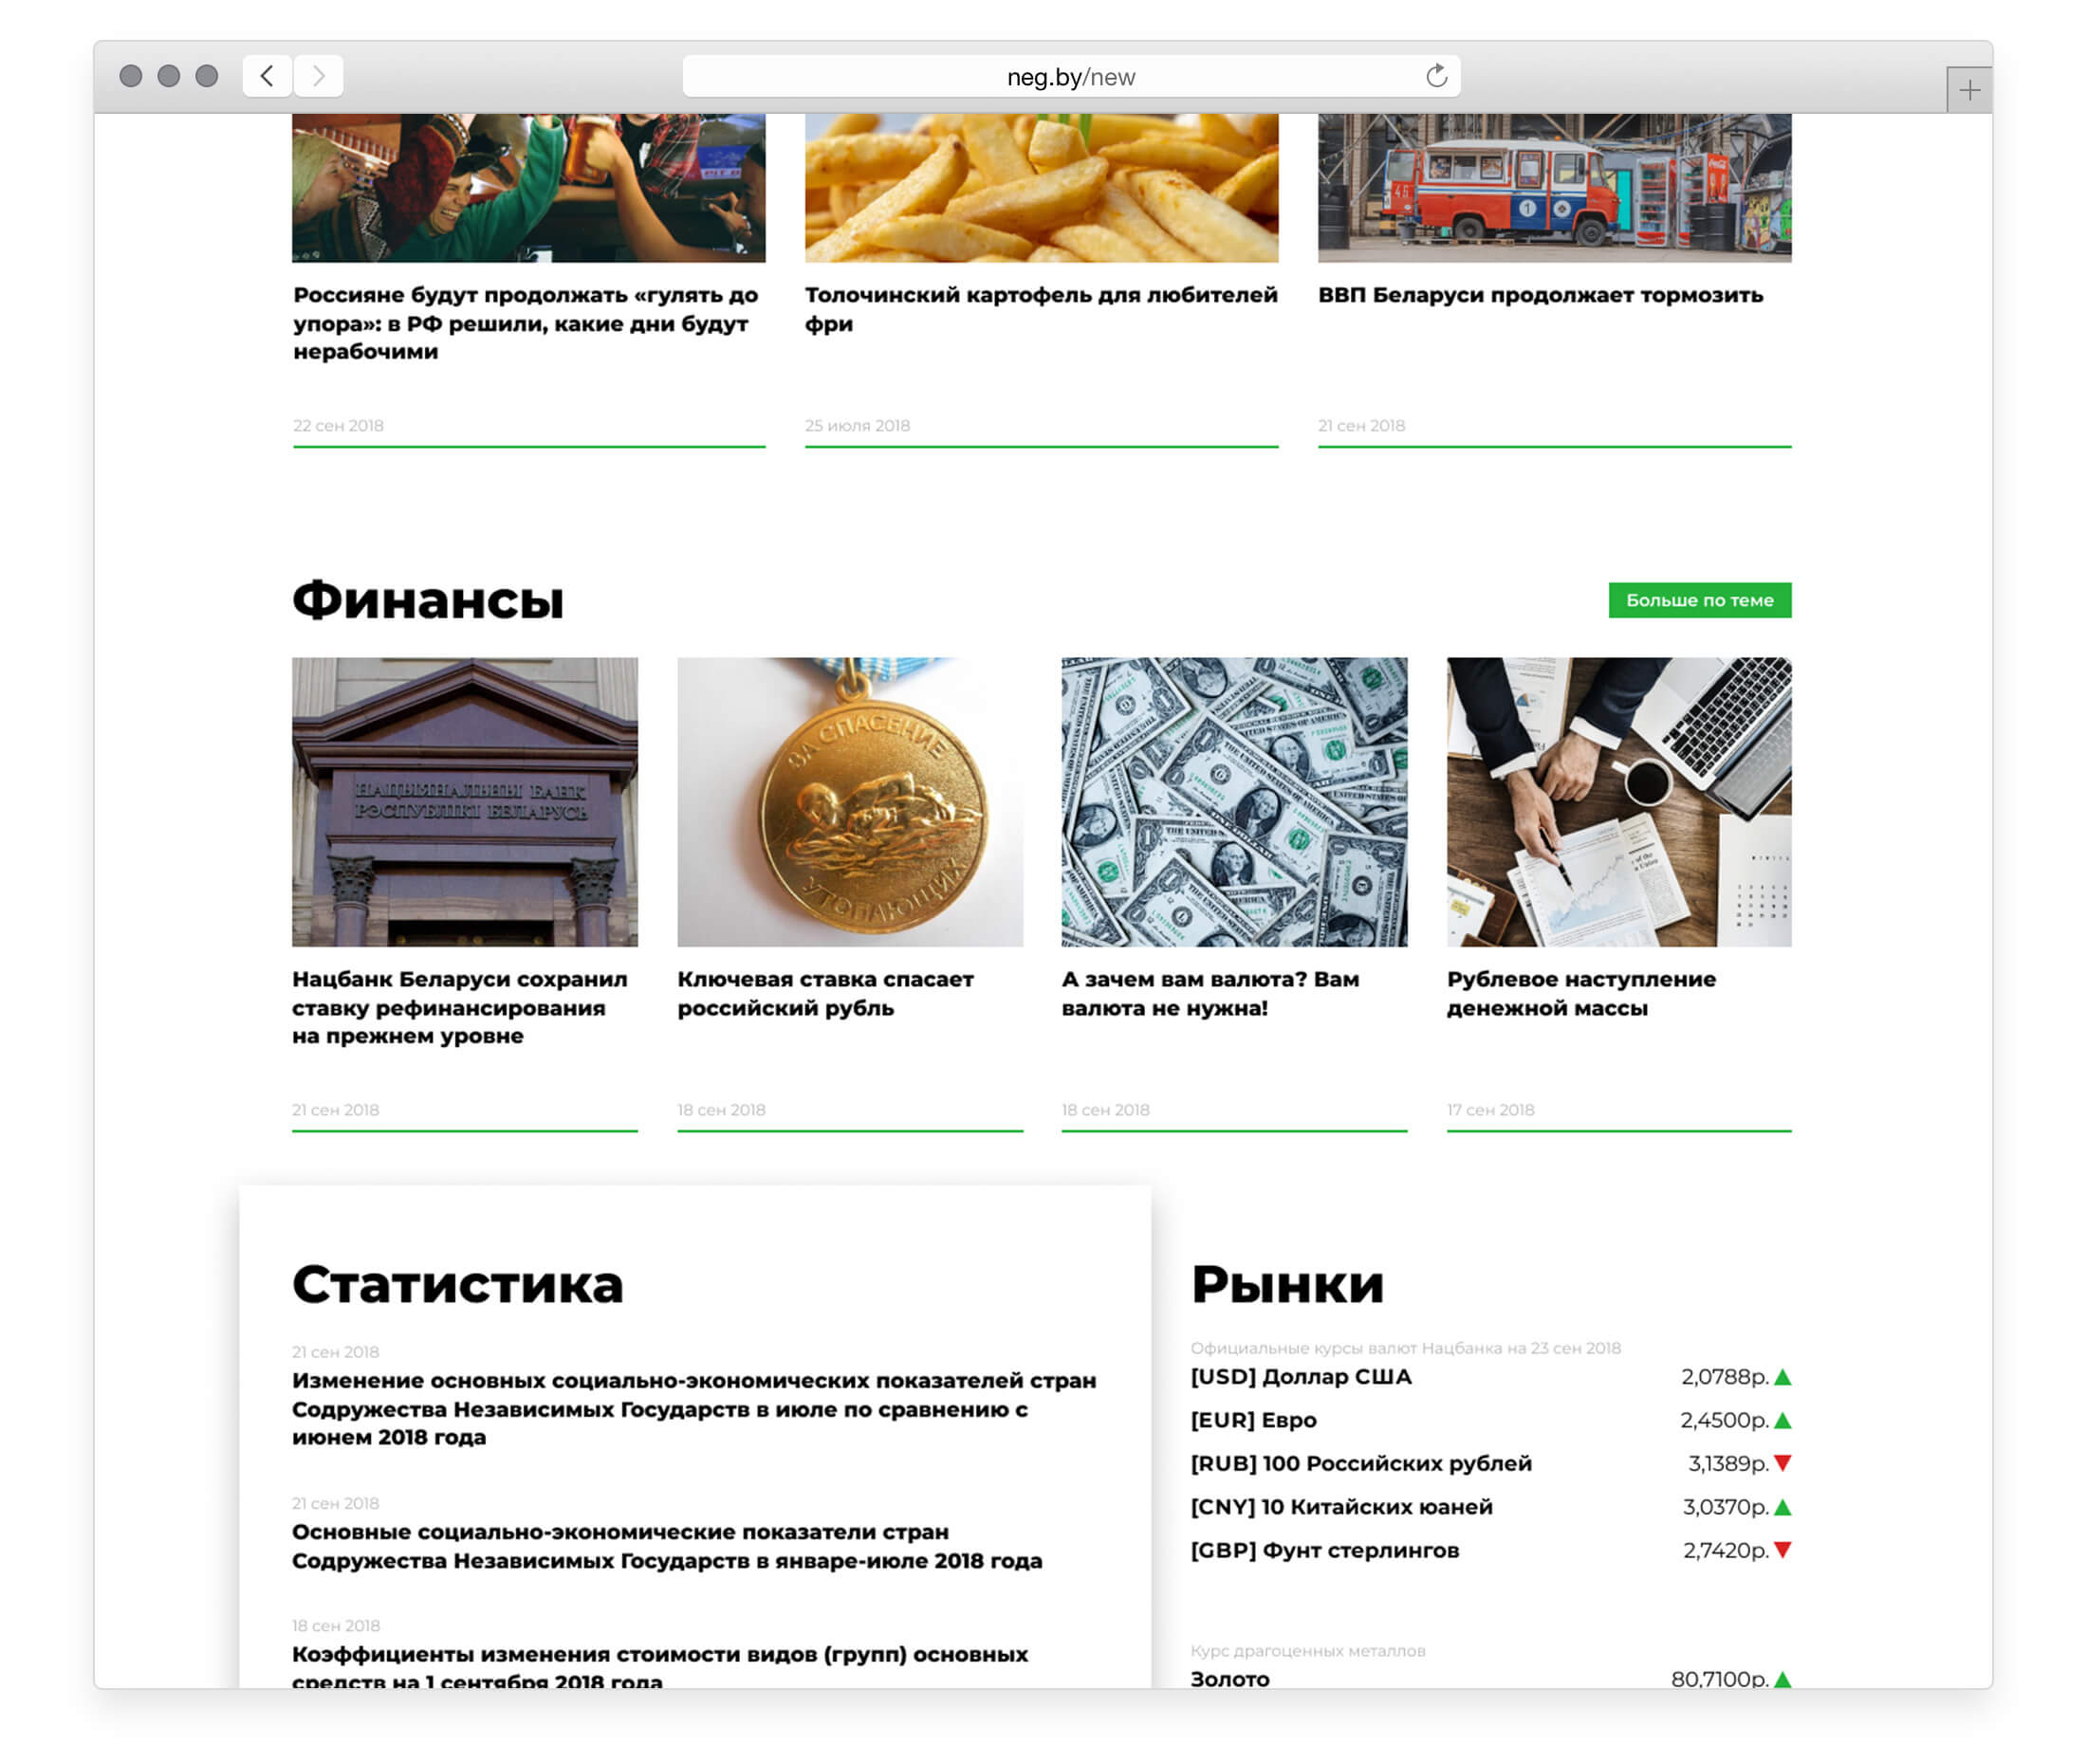 neg.by/new
Россияне будут продолжать «гулять до
упора»: в РФ решили, какие дни будут
нерабочими
22 сен 2018
Толочинский картофель для любителей
фри
25 июля 2018
ВВП Беларуси продолжает тормозить
21 сен 2018
Финансы
Больше по теме
НАЦЫЯНАЛЬНЫ БАНК
РЭСПУБЛІКІ БЕЛАРУСЬ
Нацбанк Беларуси сохранил
ставку рефинансирования
на прежнем уровне
21 сен 2018
ЗА СПАСЕНИЕ
УТОПАЮЩИХ
Ключевая ставка спасает
российский рубль
18 сен 2018
А зачем вам валюта? Вам
валюта не нужна!
18 сен 2018
Рублевое наступление
денежной массы
17 сен 2018
Статистика
21 сен 2018
Изменение основных социально-экономических показателей стран
Содружества Независимых Государств в июле по сравнению с
июнем 2018 года
21 сен 2018
Основные социально-экономические показатели стран
Содружества Независимых Государств в январе-июле 2018 года
18 сен 2018
Коэффициенты изменения стоимости видов (групп) основных
средств на 1 сентября 2018 года
Рынки
Официальные курсы валют Нацбанка на 23 сен 2018
[USD] Доллар США 2,0788р.
[EUR] Евро 2,4500р.
[RUB] 100 Российских рублей 3,1389р.
[CNY] 10 Китайских юаней 3,0370р.
[GBP] Фунт стерлингов 2,7420р.
Курс драгоценных металлов
Золото 80,7100р.